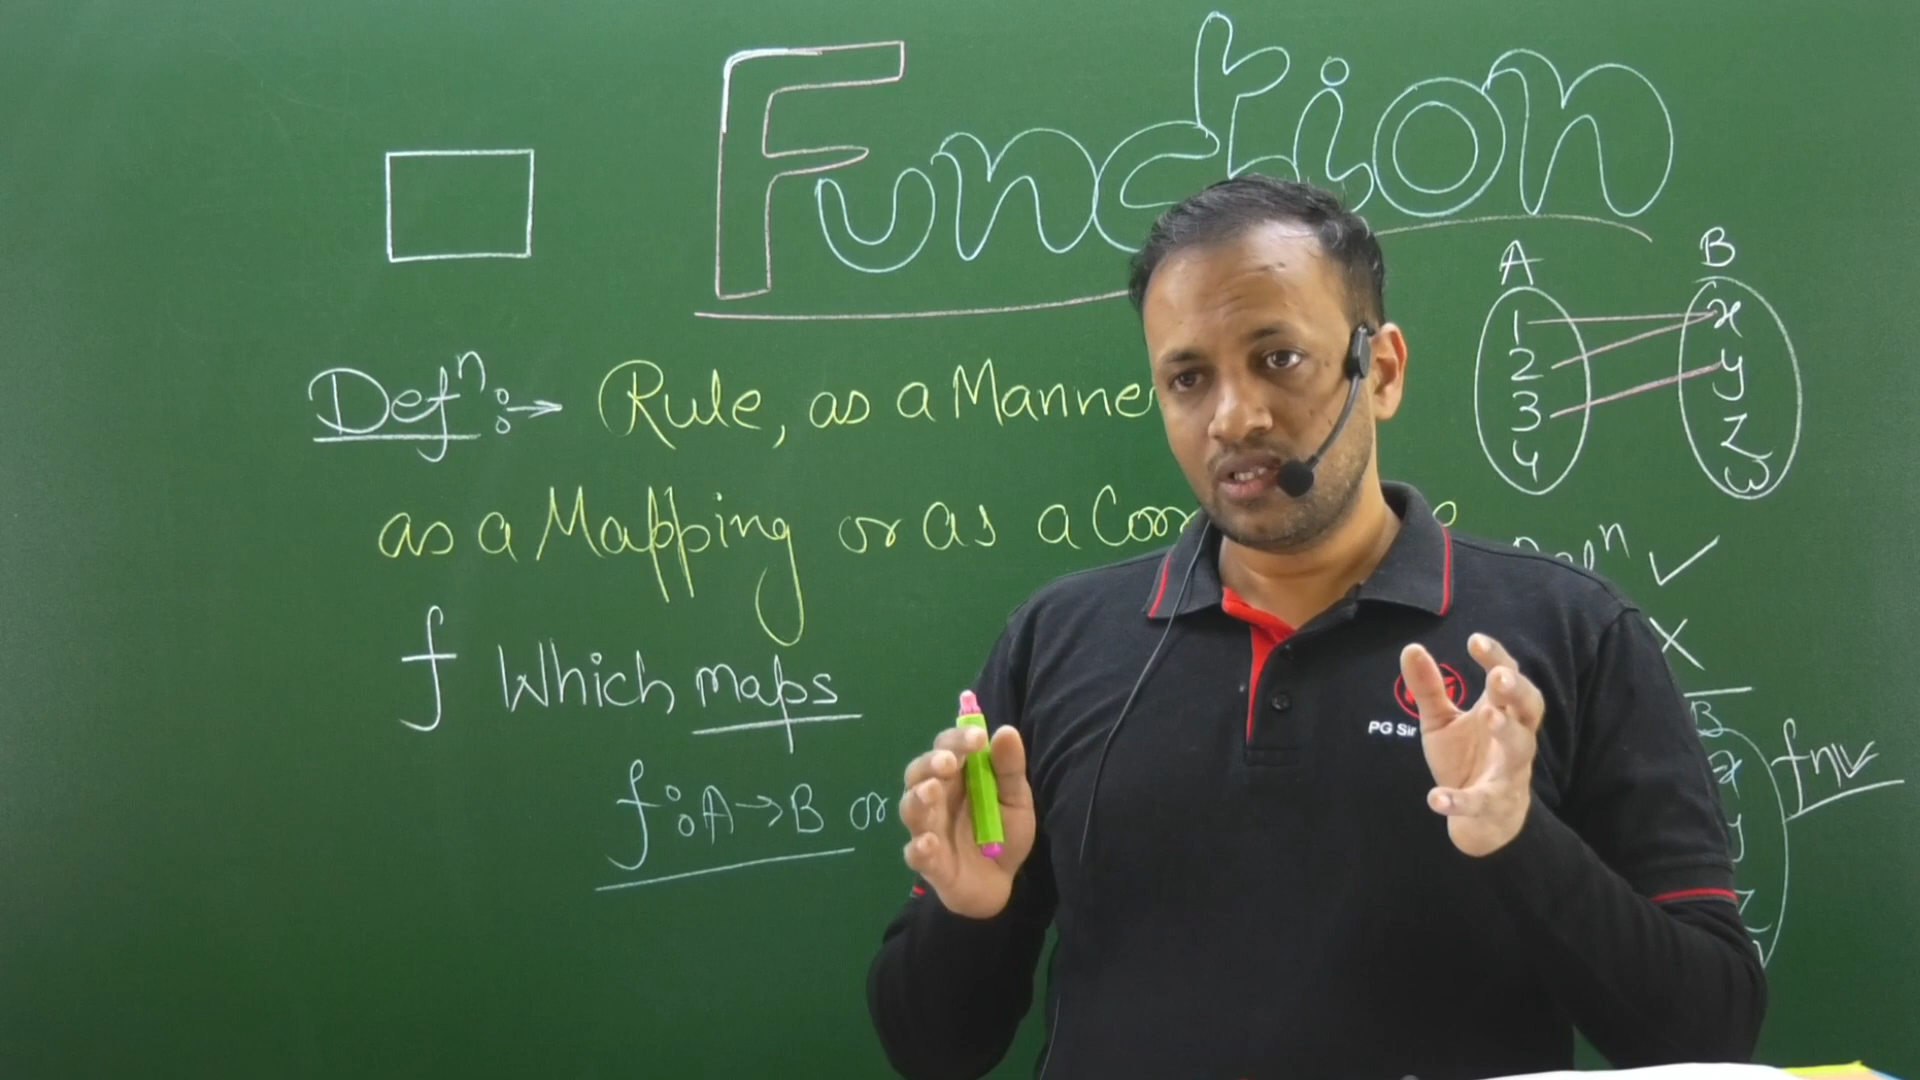 Function
Defⁿ :→ Rule, as a Manne
as a Mapping or as a Corr
f Which maps
f: A → B or
A B
1 x
2 y
3 z
4 w
✓
X
B
x
y
z
fn ✓
PG Sir